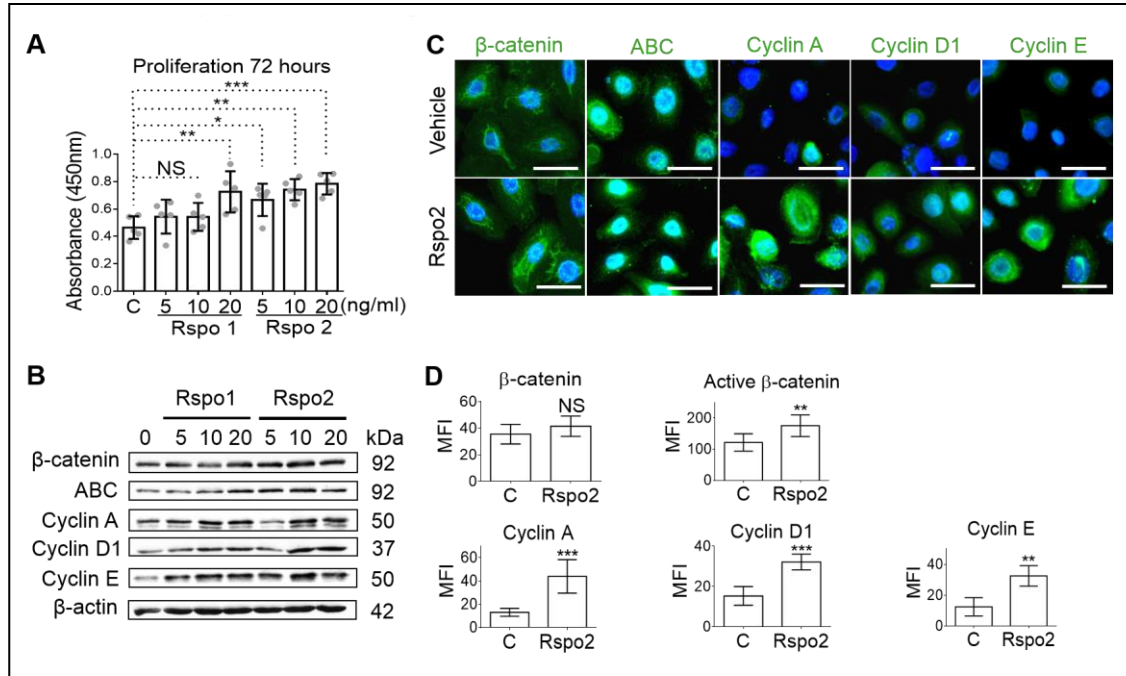 A
Proliferation 72 hours
***
**
*
**
NS
Absorbance (450nm)
1.0
0.8
0.6
0.4
0.2
0.0
C 5 10 20 5 10 20 (ng/ml)
Rspo 1 Rspo 2
B
Rspo1 Rspo2
0 5 10 20 5 10 20 kDa
β-catenin 92
ABC 92
Cyclin A 50
Cyclin D1 37
Cyclin E 50
β-actin 42
C
β-catenin ABC Cyclin A Cyclin D1 Cyclin E
Vehicle
Rspo2
D
β-catenin
NS
MFI
60
40
20
0
C Rspo2
Active β-catenin
**
MFI
200
100
0
C Rspo2
Cyclin A
***
MFI
60
40
20
0
C Rspo2
Cyclin D1
***
MFI
40
20
0
C Rspo2
Cyclin E
**
MFI
40
20
0
C Rspo2